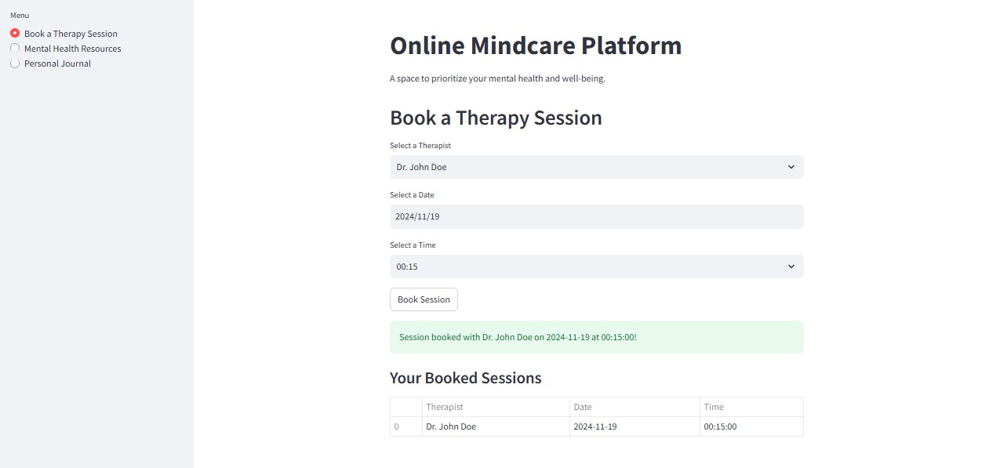 Menu
Book a Therapy Session
Mental Health Resources
Personal Journal
Online Mindcare Platform
A space to prioritize your mental health and well-being.
Book a Therapy Session
Select a Therapist
Dr. John Doe
Select a Date
2024/11/19
Select a Time
00:15
Book Session
Session booked with Dr. John Doe on 2024-11-19 at 00:15:00!
Your Booked Sessions
Therapist Date Time
0 Dr. John Doe 2024-11-19 00:15:00